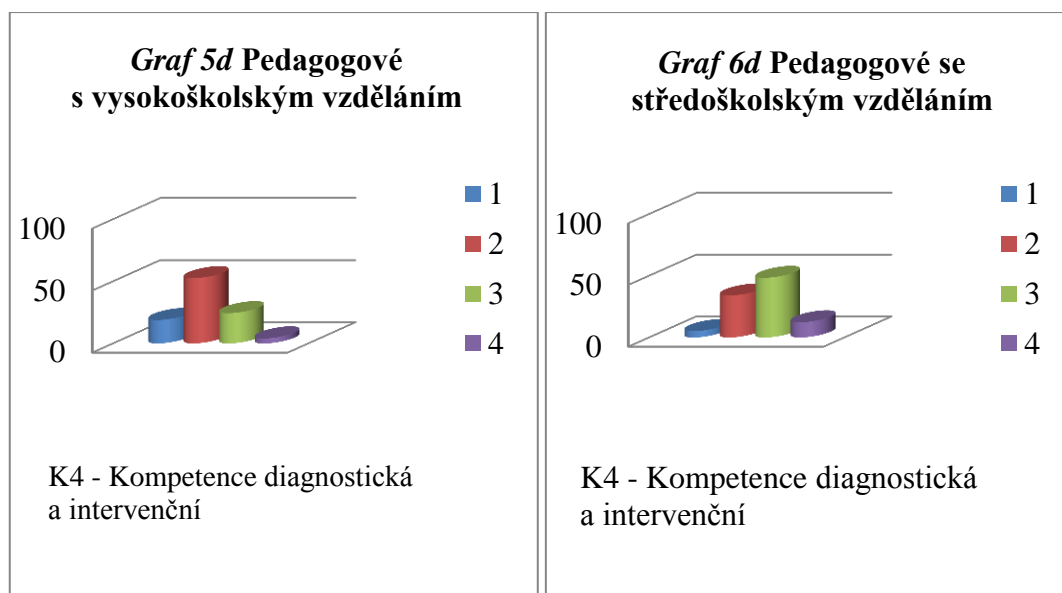 Graf 5d Pedagogové
s vysokoškolským vzděláním
100
50
0
1
2
3
4
K4 - Kompetence diagnostická
a intervenční
Graf 6d Pedagogové se
středoškolským vzděláním
100
50
0
1
2
3
4
K4 - Kompetence diagnostická
a intervenční